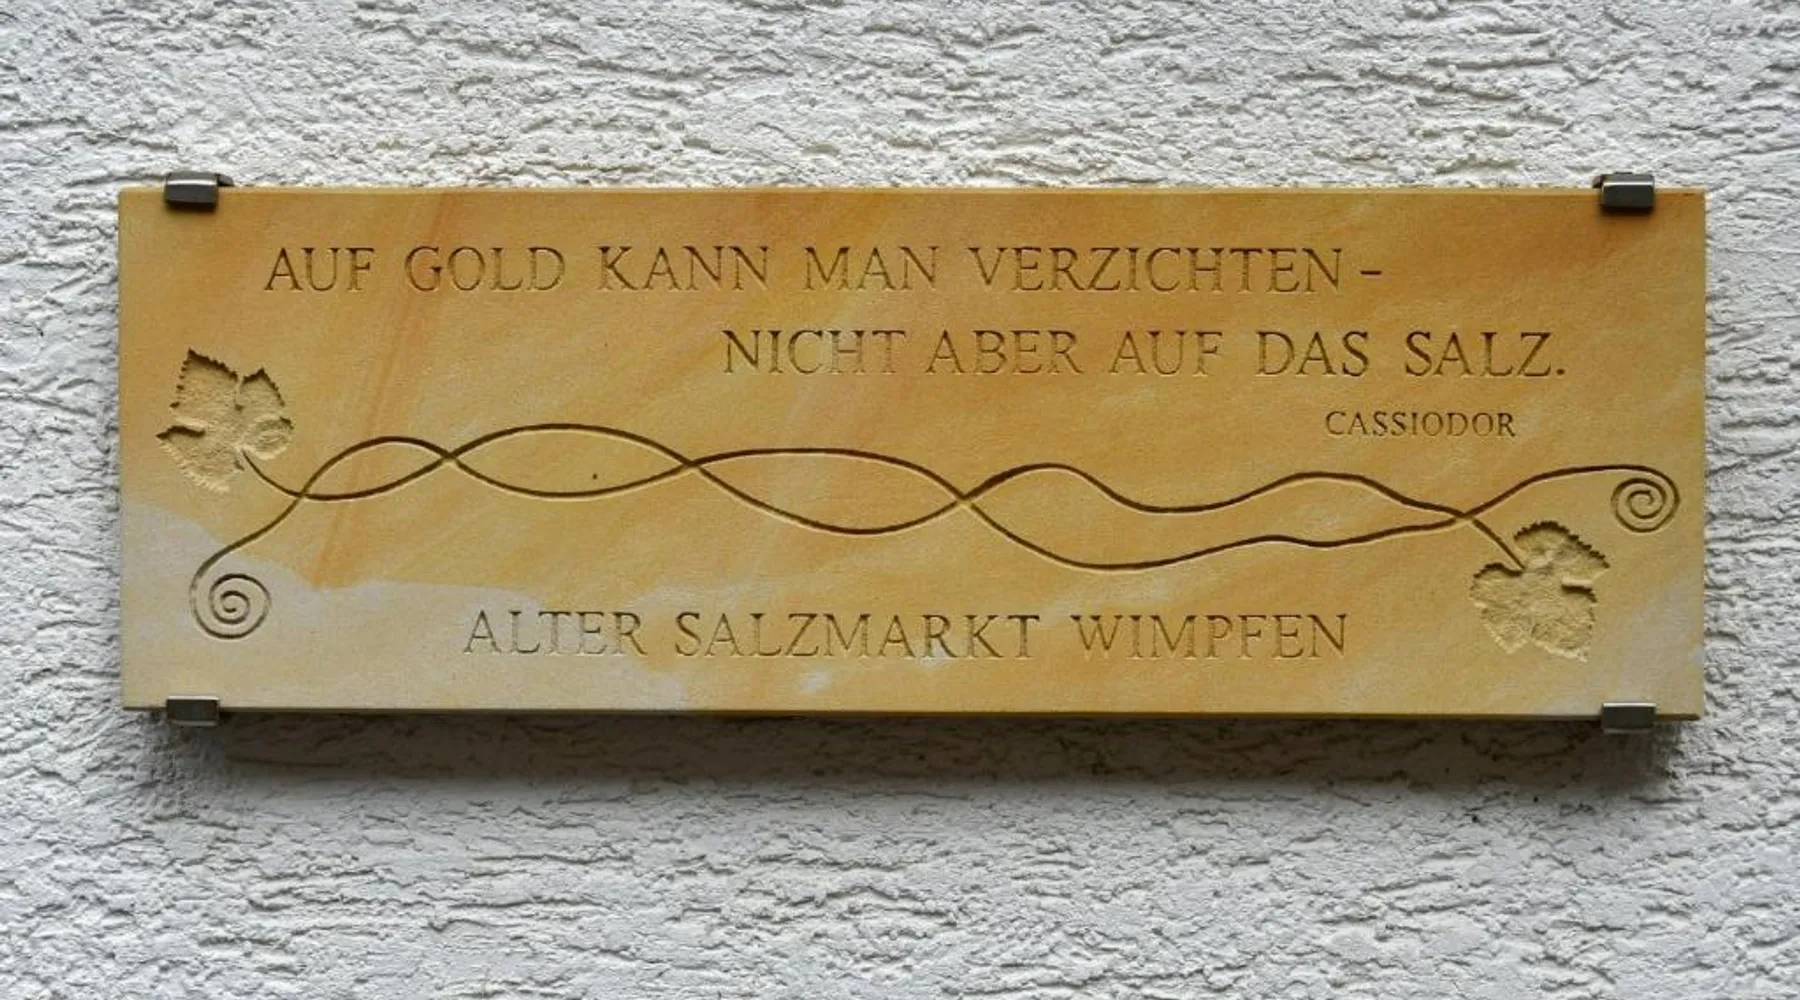 AUF GOLD KANN MAN VERZICHTEN -
NICHT ABER AUF DAS SALZ.
CASSIODOR
ALTER SALZMARKT WIMPFEN